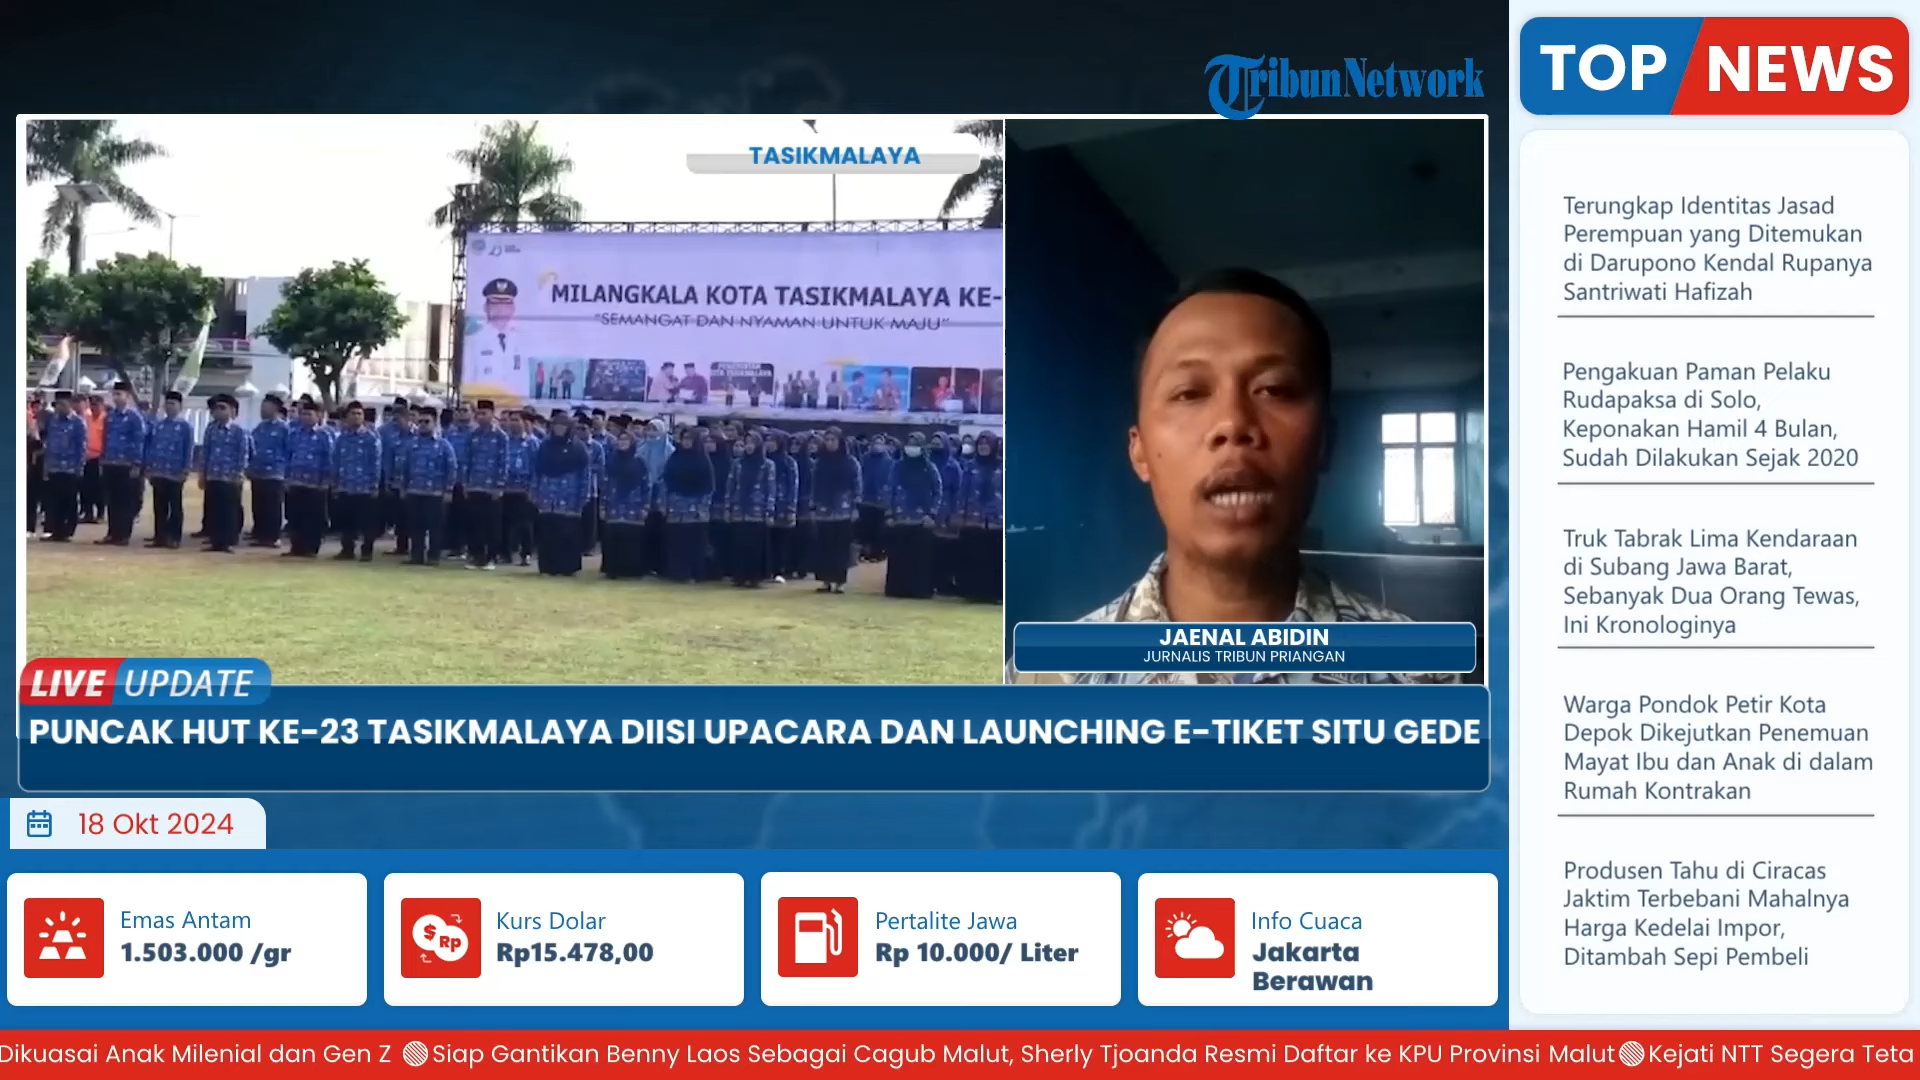 TribunNetwork
TOP NEWS
TASIKMALAYA
MILANGKALA KOTA TASIKMALAYA KE-
"SEMANGAT DAN NYAMAN UNTUK MAJU"
JAENAL ABIDIN
JURNALIS TRIBUN PRIANGAN
LIVE UPDATE
PUNCAK HUT KE-23 TASIKMALAYA DIISI UPACARA DAN LAUNCHING E-TIKET SITU GEDE
18 Okt 2024
Emas Antam
1.503.000 /gr
Kurs Dolar
Rp15.478,00
Pertalite Jawa
Rp 10.000/ Liter
Info Cuaca
Jakarta
Berawan
Terungkap Identitas Jasad
Perempuan yang Ditemukan
di Darupono Kendal Rupanya
Santriwati Hafizah
Pengakuan Paman Pelaku
Rudapaksa di Solo,
Keponakan Hamil 4 Bulan,
Sudah Dilakukan Sejak 2020
Truk Tabrak Lima Kendaraan
di Subang Jawa Barat,
Sebanyak Dua Orang Tewas,
Ini Kronologinya
Warga Pondok Petir Kota
Depok Dikejutkan Penemuan
Mayat Ibu dan Anak di dalam
Rumah Kontrakan
Produsen Tahu di Ciracas
Jaktim Terbebani Mahalnya
Harga Kedelai Impor,
Ditambah Sepi Pembeli
Dikuasai Anak Milenial dan Gen Z Siap Gantikan Benny Laos Sebagai Cagub Malut, Sherly Tjoanda Resmi Daftar ke KPU Provinsi Malut Kejati NTT Segera Teta